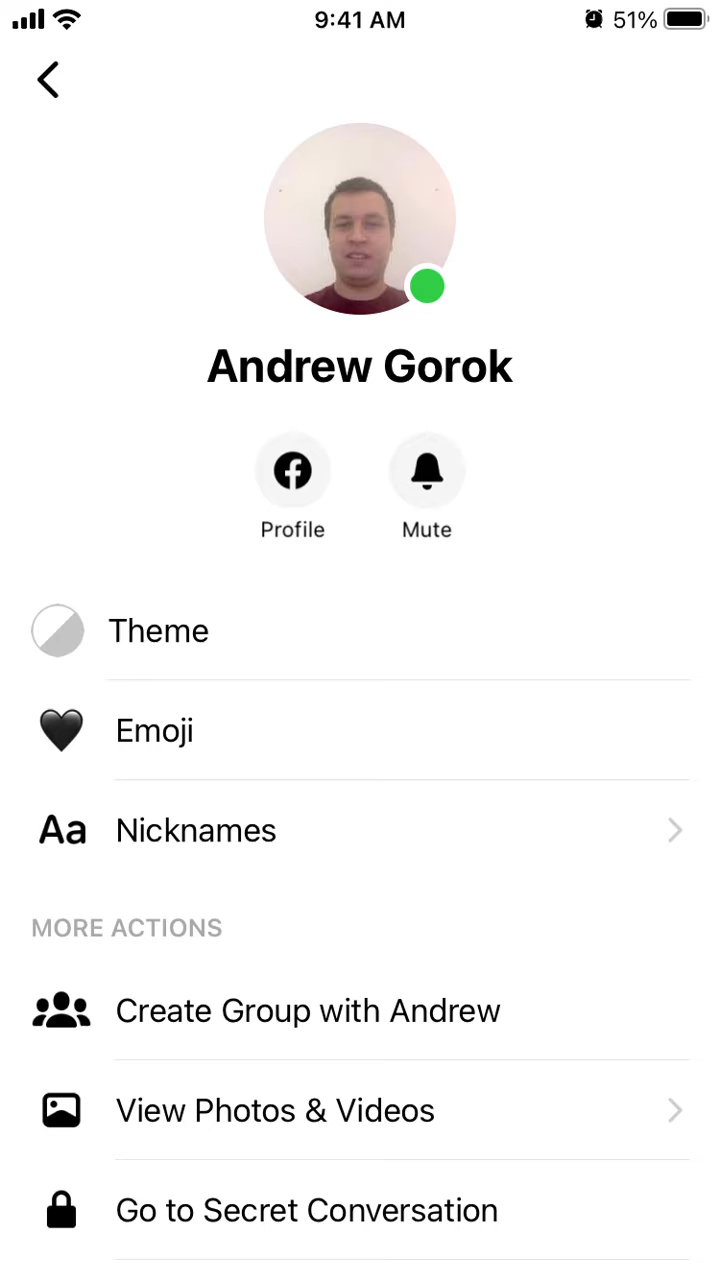 9:41 AM
51%
Andrew Gorok
Profile
Mute
Theme
Emoji
Aa Nicknames
MORE ACTIONS
Create Group with Andrew
View Photos & Videos
Go to Secret Conversation